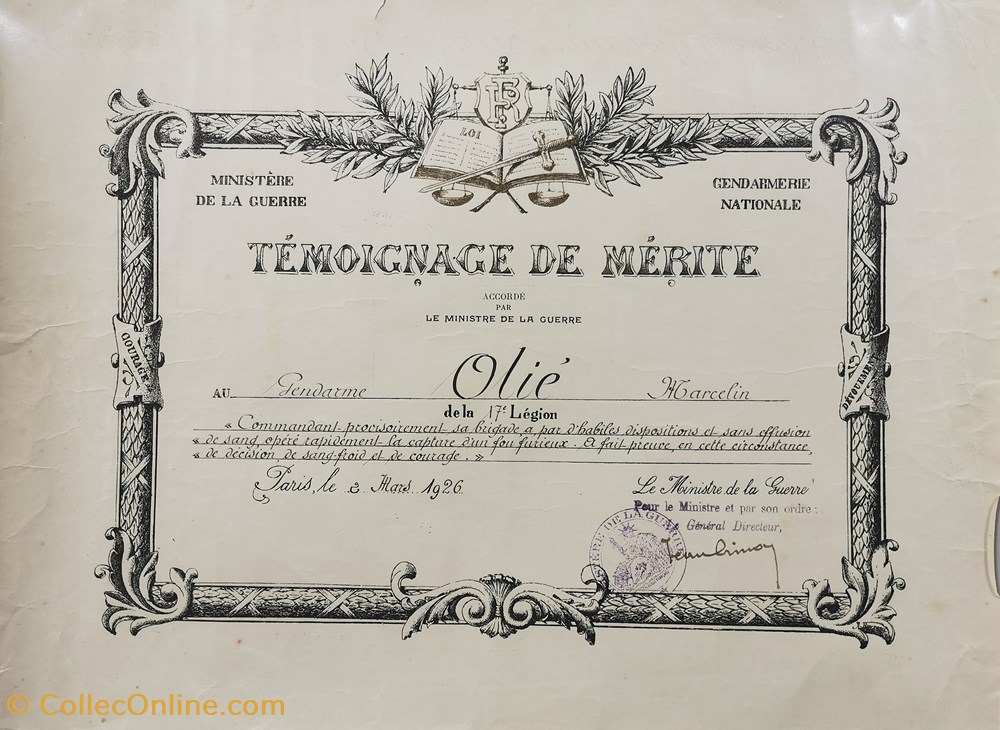 RF
LOI
MINISTÈRE
DE LA GUERRE
GENDARMERIE
NATIONALE
TÉMOIGNAGE DE MÉRITE
ACCORDÉ
PAR
LE MINISTRE DE LA GUERRE
COURAGE
DÉVOUEMENT
AU Gendarme Olié Marcelin
de la 17e Légion
« Commandant provisoirement sa brigade a par d'habiles dispositions et sans effusion
« de sang opéré rapidement la capture d'un fou furieux. A fait preuve, en cette circonstance,
« de décision de sang-froid et de courage. »
Paris, le 2 Mars 1926
Le Ministre de la Guerre
Pour le Ministre et par son ordre :
Général Directeur,
DE LA GUERRE
© CollecOnline.com